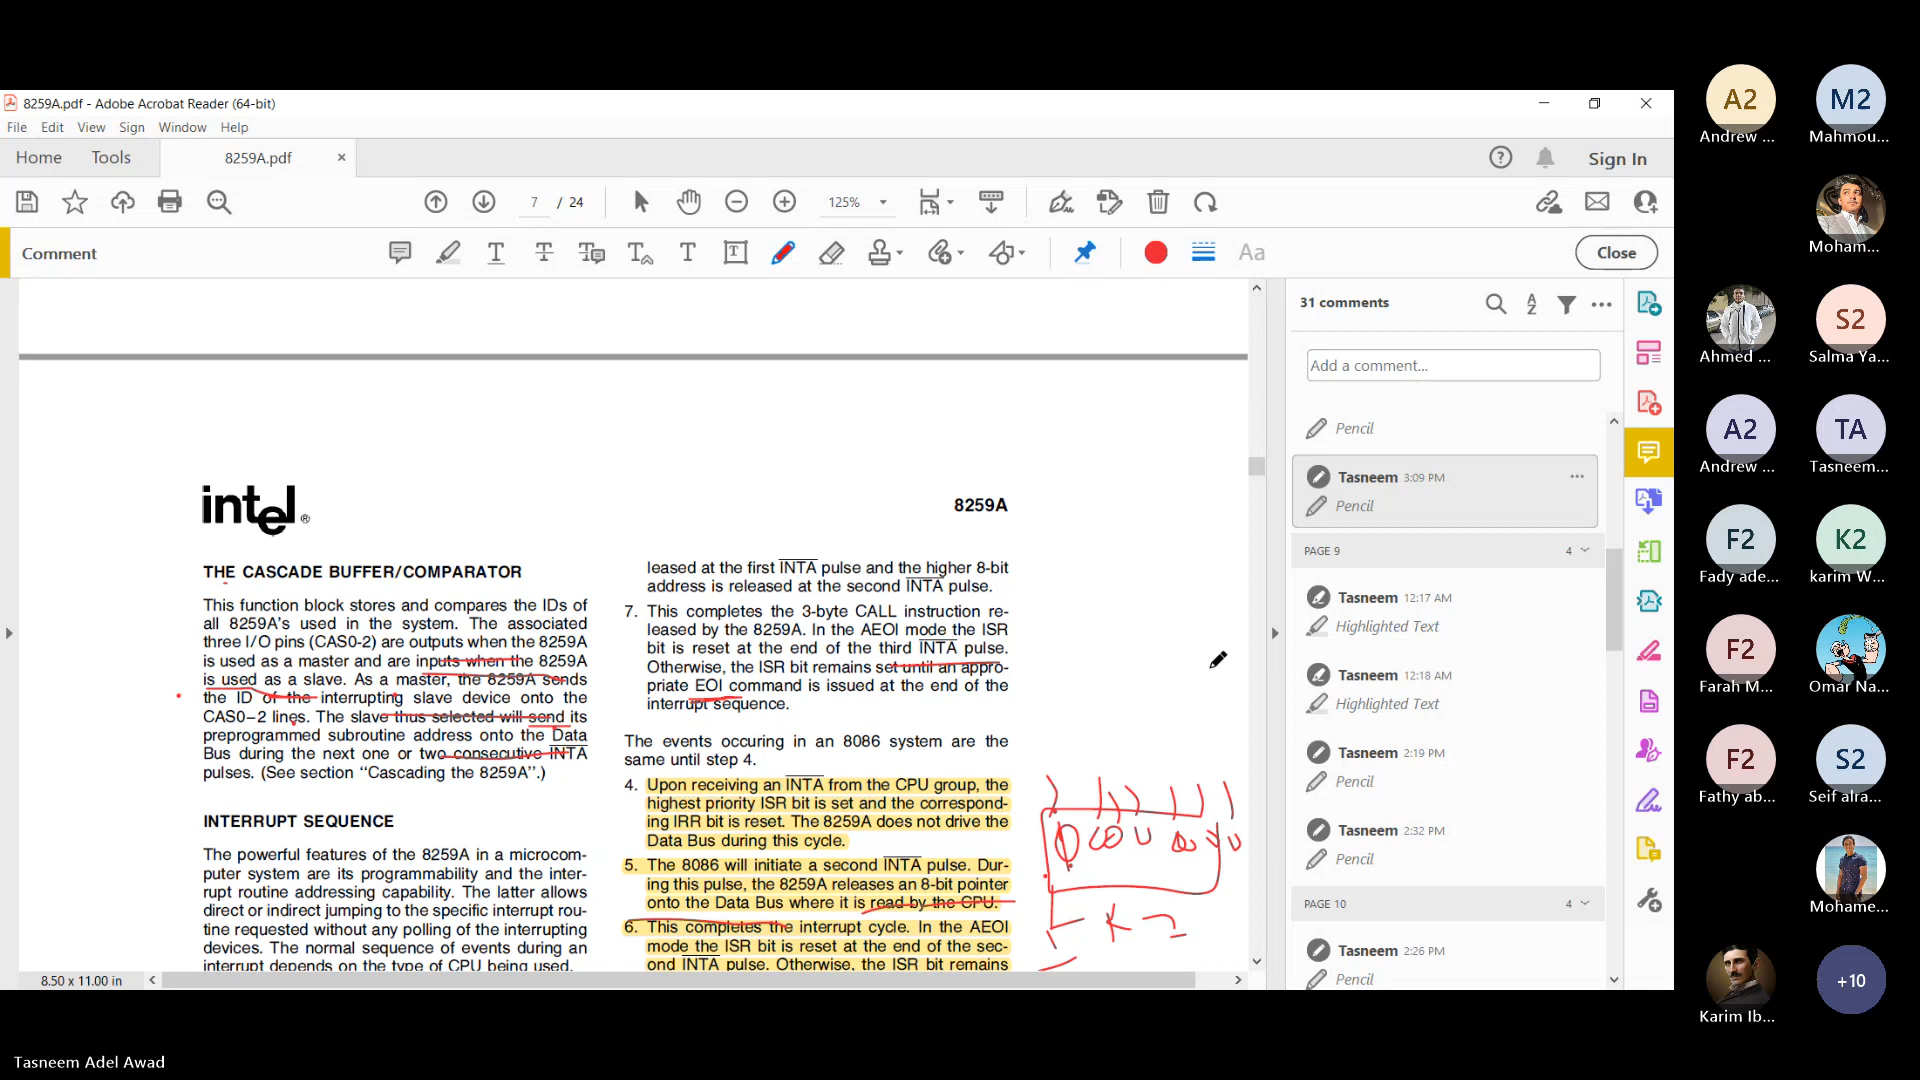 8259A.pdf - Adobe Acrobat Reader (64-bit)
File Edit View Sign Window Help
Home Tools 8259A.pdf × Sign In
7 / 24 125%
Comment Aa Close
31 comments
Add a comment...
Pencil
Tasneem 3:09 PM
Pencil
PAGE 9 4
Tasneem 12:17 AM
Highlighted Text
Tasneem 12:18 AM
Highlighted Text
Tasneem 2:19 PM
Pencil
Tasneem 2:32 PM
Pencil
PAGE 10 4
Tasneem 2:26 PM
Pencil
intel®
8259A
THE CASCADE BUFFER/COMPARATOR
This function block stores and compares the IDs of
all 8259A's used in the system. The associated
three I/O pins (CAS0-2) are outputs when the 8259A
is used as a master and are inputs when the 8259A
is used as a slave. As a master, the 8259A sends
the ID of the interrupting slave device onto the
CAS0–2 lines. The slave thus selected will send its
preprogrammed subroutine address onto the Data
Bus during the next one or two consecutive INTA
pulses. (See section "Cascading the 8259A".)
INTERRUPT SEQUENCE
The powerful features of the 8259A in a microcom-
puter system are its programmability and the inter-
rupt routine addressing capability. The latter allows
direct or indirect jumping to the specific interrupt rou-
tine requested without any polling of the interrupting
devices. The normal sequence of events during an
interrupt depends on the type of CPU being used.
leased at the first INTA pulse and the higher 8-bit
address is released at the second INTA pulse.
7. This completes the 3-byte CALL instruction re-
leased by the 8259A. In the AEOI mode the ISR
bit is reset at the end of the third INTA pulse.
Otherwise, the ISR bit remains set until an appro-
priate EOI command is issued at the end of the
interrupt sequence.
The events occuring in an 8086 system are the
same until step 4.
4. Upon receiving an INTA from the CPU group, the
highest priority ISR bit is set and the correspond-
ing IRR bit is reset. The 8259A does not drive the
Data Bus during this cycle.
5. The 8086 will initiate a second INTA pulse. Dur-
ing this pulse, the 8259A releases an 8-bit pointer
onto the Data Bus where it is read by the CPU.
6. This completes the interrupt cycle. In the AEOI
mode the ISR bit is reset at the end of the sec-
ond INTA pulse. Otherwise, the ISR bit remains
8.50 x 11.00 in
A2 M2
Andrew ... Mahmou...
Moham...
S2
Ahmed ... Salma Ya...
A2 TA
Andrew ... Tasneem...
F2 K2
Fady ade... karim W...
F2
Farah M... Omar Na...
F2 S2
Fathy ab... Seif alra...
Mohame...
+10
Karim Ib...
Tasneem Adel Awad